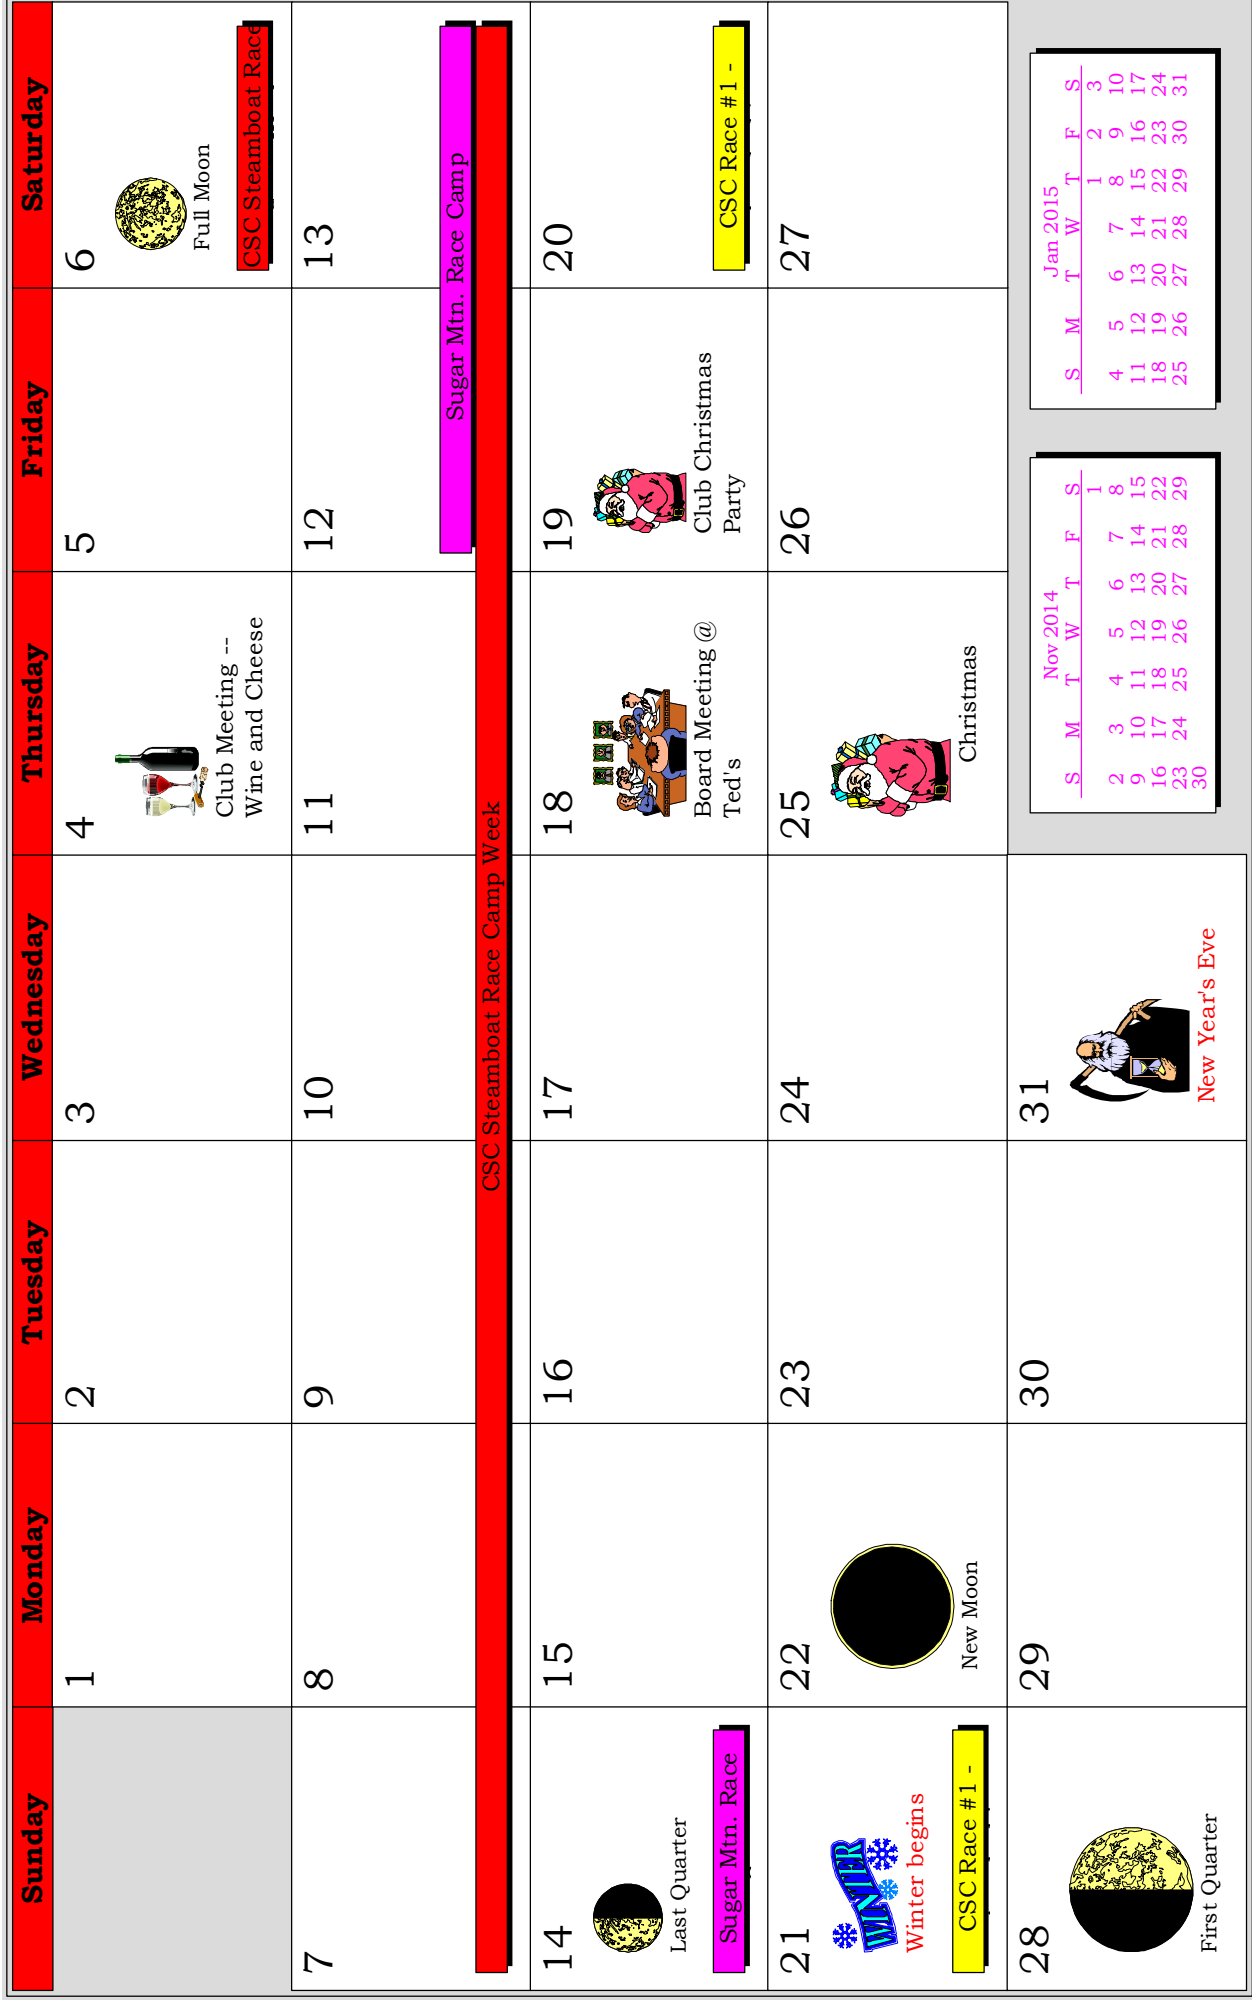 Sunday Monday Tuesday Wednesday Thursday Friday Saturday
1 2 3 4 5 6
Club Meeting --
Wine and Cheese
Full Moon
CSC Steamboat Race
7 8 9 10 11 12 13
Sugar Mtn. Race Camp
CSC Steamboat Race Camp Week
14 15 16 17 18 19 20
Last Quarter
Sugar Mtn. Race
Board Meeting @
Ted's
Club Christmas
Party
CSC Race #1 -
21 22 23 24 25 26 27
WINTER
Winter begins
CSC Race #1 -
New Moon
Christmas
28 29 30 31
First Quarter
New Year's Eve
Nov 2014
S M T W T F S
1
2 3 4 5 6 7 8
9 10 11 12 13 14 15
16 17 18 19 20 21 22
23 24 25 26 27 28 29
30
Jan 2015
S M T W T F S
1 2 3
4 5 6 7 8 9 10
11 12 13 14 15 16 17
18 19 20 21 22 23 24
25 26 27 28 29 30 31